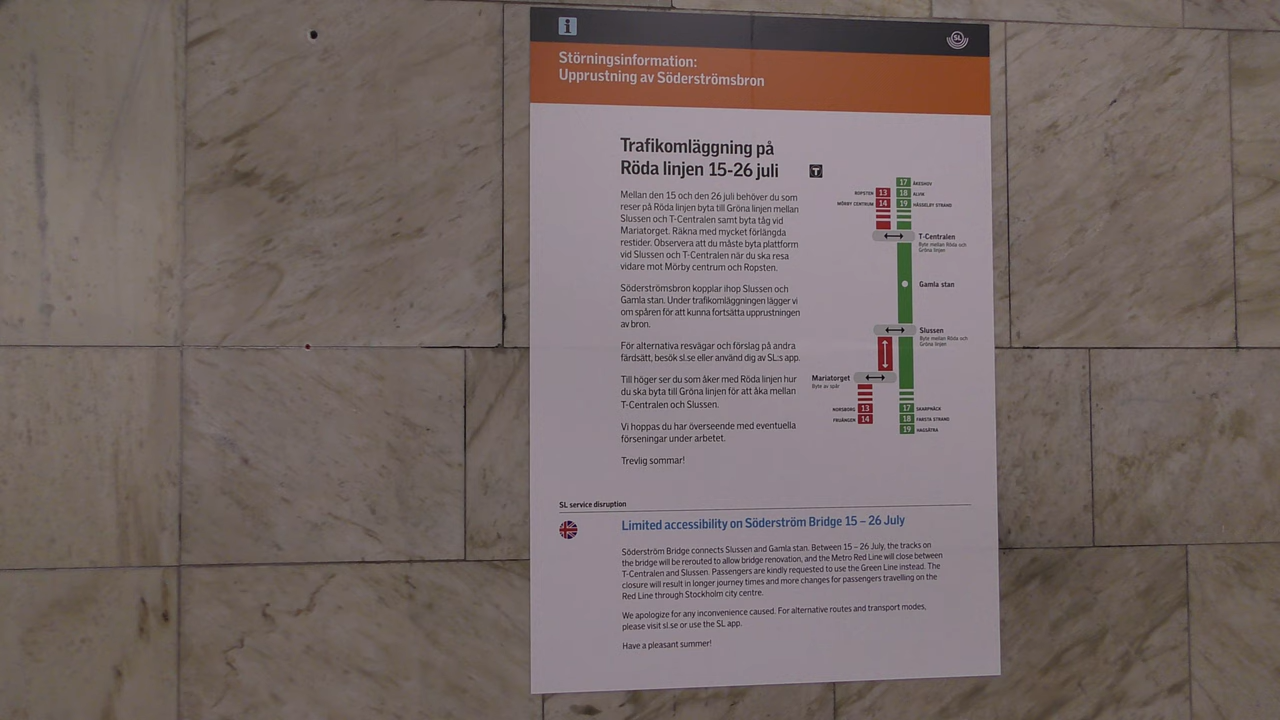 i
SL
Störningsinformation:
Upprustning av Söderströmsbron
Trafikomläggning på
Röda linjen 15-26 juli
Mellan den 15 och den 26 juli behöver du som
reser på Röda linjen byta till Gröna linjen mellan
Slussen och T-Centralen samt byta tåg vid
Mariatorget. Räkna med mycket förlängda
restider. Observera att du måste byta plattform
vid Slussen och T-Centralen när du ska resa
vidare mot Mörby centrum och Ropsten.
Söderströmsbron kopplar ihop Slussen och
Gamla stan. Under trafikomläggningen lägger vi
om spåren för att kunna fortsätta upprustningen
av bron.
För alternativa resvägar och förslag på andra
färdsätt, besök sl.se eller använd dig av SL:s app.
Till höger ser du som åker med Röda linjen hur
du ska byta till Gröna linjen för att åka mellan
T-Centralen och Slussen.
Vi hoppas du har överseende med eventuella
förseningar under arbetet.
Trevlig sommar!
T
17 ÅKESHOV
ROPSTEN 13 18 ALVIK
MÖRBY CENTRUM 14 19 HÄSSELBY STRAND
T-Centralen
Byte mellan Röda och
Gröna linjen
Gamla stan
Slussen
Byte mellan Röda och
Gröna linjen
Mariatorget
Byte av spår
NORSBORG 13 17 SKARPNÄCK
FRUÄNGEN 14 18 FARSTA STRAND
19 HAGSÄTRA
SL service disruption
Limited accessibility on Söderström Bridge 15 – 26 July
Söderström Bridge connects Slussen and Gamla stan. Between 15 – 26 July, the tracks on
the bridge will be rerouted to allow bridge renovation, and the Metro Red Line will close between
T-Centralen and Slussen. Passengers are kindly requested to use the Green Line instead. The
closure will result in longer journey times and more changes for passengers travelling on the
Red Line through Stockholm city centre.
We apologize for any inconvenience caused. For alternative routes and transport modes,
please visit sl.se or use the SL app.
Have a pleasant summer!